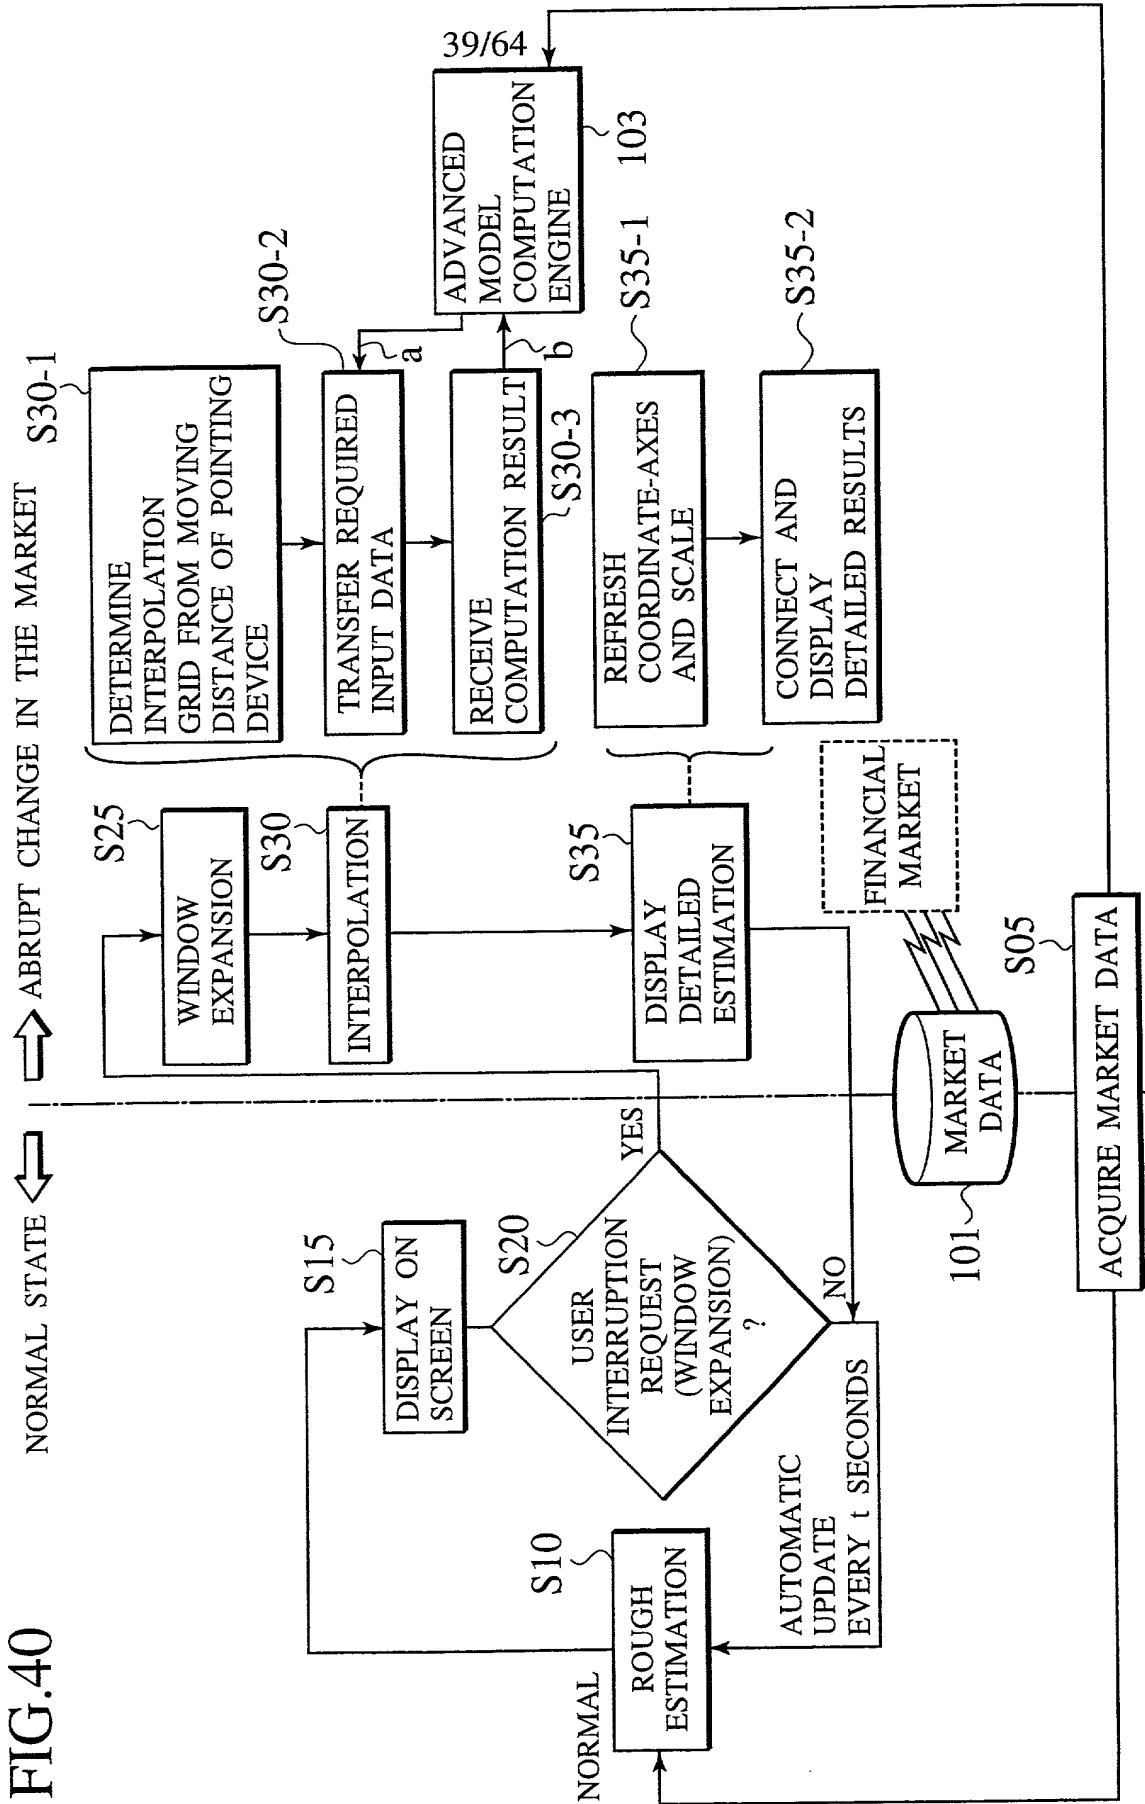 FIG.40
NORMAL STATE
ABRUPT CHANGE IN THE MARKET
S15
DISPLAY ON
SCREEN
S20
USER
INTERRUPTION
REQUEST
(WINDOW
EXPANSION)
?
YES
NO
NORMAL
S10
ROUGH
ESTIMATION
AUTOMATIC
UPDATE
EVERY t SECONDS
S25
WINDOW
EXPANSION
S30
INTERPOLATION
S35
DISPLAY
DETAILED
ESTIMATION
S30-1
DETERMINE
INTERPOLATION
GRID FROM MOVING
DISTANCE OF POINTING
DEVICE
S30-2
TRANSFER REQUIRED
INPUT DATA
a
RECEIVE
COMPUTATION RESULT
S30-3
b
39/64
ADVANCED
MODEL
COMPUTATION
ENGINE
103
S35-1
REFRESH
COORDINATE-AXES
AND SCALE
S35-2
CONNECT AND
DISPLAY
DETAILED RESULTS
FINANCIAL
MARKET
MARKET
DATA
101
S05
ACQUIRE MARKET DATA